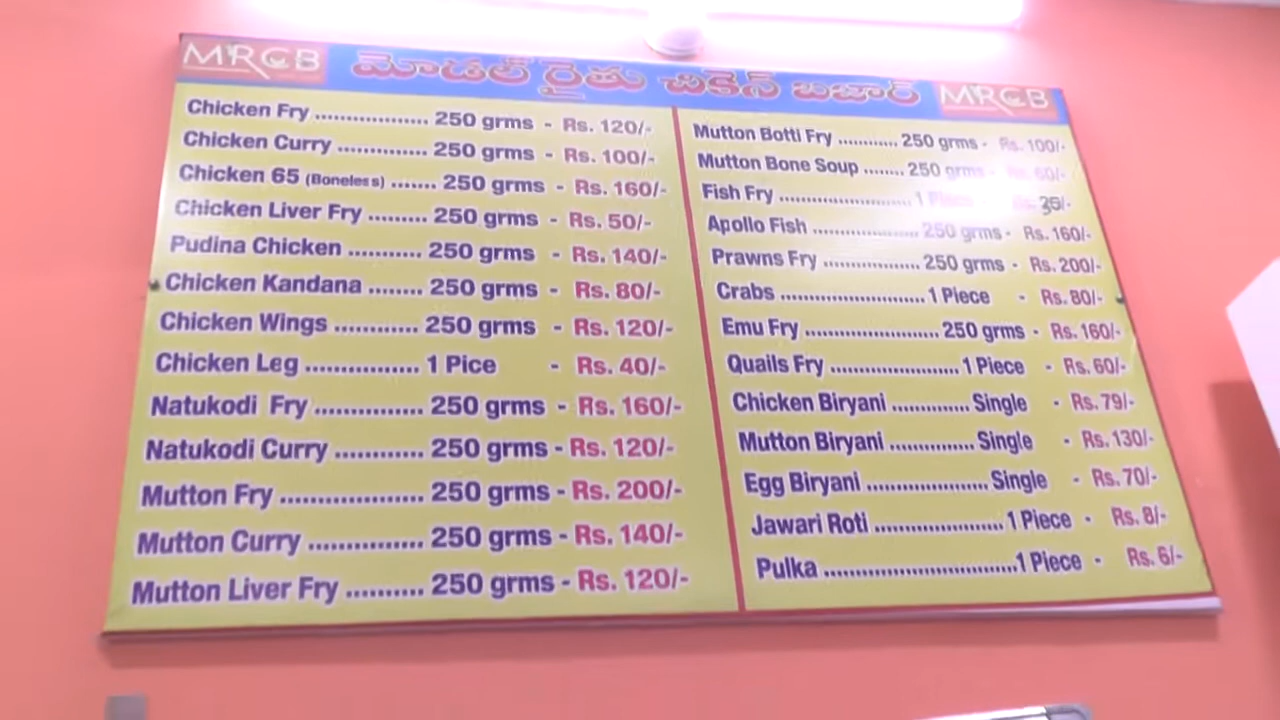 MRCB మోడల్ రైతు చికెన్ బజార్ MRCB
Chicken Fry ................. 250 grms - Rs. 120/-
Chicken Curry .............. 250 grms - Rs. 100/-
Chicken 65 (Boneless) ....... 250 grms - Rs. 160/-
Chicken Liver Fry ......... 250 grms - Rs. 50/-
Pudina Chicken ........... 250 grms - Rs. 140/-
Chicken Kandana ........ 250 grms - Rs. 80/-
Chicken Wings ............ 250 grms - Rs. 120/-
Chicken Leg ................ 1 Pice - Rs. 40/-
Natukodi Fry ............... 250 grms - Rs. 160/-
Natukodi Curry ............ 250 grms - Rs. 120/-
Mutton Fry .................... 250 grms - Rs. 200/-
Mutton Curry ................ 250 grms - Rs. 140/-
Mutton Liver Fry .......... 250 grms - Rs. 120/-
Mutton Botti Fry ............ 250 grms - Rs. 100/-
Mutton Bone Soup ........ 250 grms - Rs. 60/-
Fish Fry .......................... 1 Piece - Rs. 35/-
Apollo Fish ..................... 250 grms - Rs. 160/-
Prawns Fry ................... 250 grms - Rs. 200/-
Crabs ............................ 1 Piece - Rs. 80/-
Emu Fry ......................... 250 grms - Rs. 160/-
Quails Fry ....................... 1 Piece - Rs. 60/-
Chicken Biryani .............. Single - Rs. 79/-
Mutton Biryani ............... Single - Rs. 130/-
Egg Biryani ..................... Single - Rs. 70/-
Jawari Roti ...................... 1 Piece - Rs. 8/-
Pulka ................................ 1 Piece - Rs. 6/-